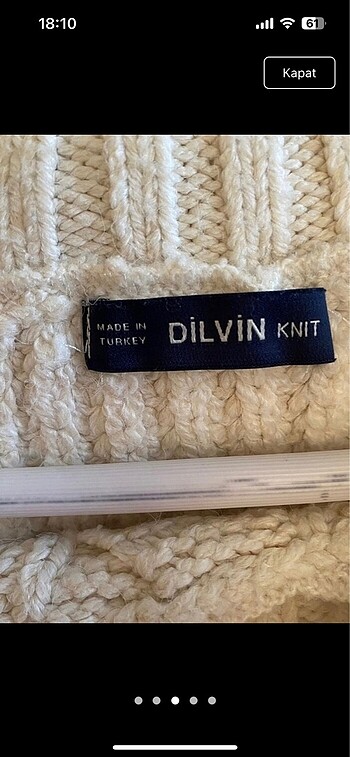 18:10
61
Kapat
MADE IN
TURKEY
DİLVİN KNIT